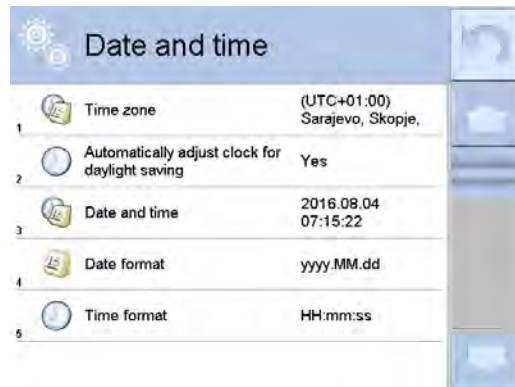 Date and time
1 Time zone (UTC+01:00)
Sarajevo, Skopje,
2 Automatically adjust clock for
daylight saving Yes
3 Date and time 2016.08.04
07:15:22
4 Date format yyyy.MM.dd
5 Time format HH:mm:ss